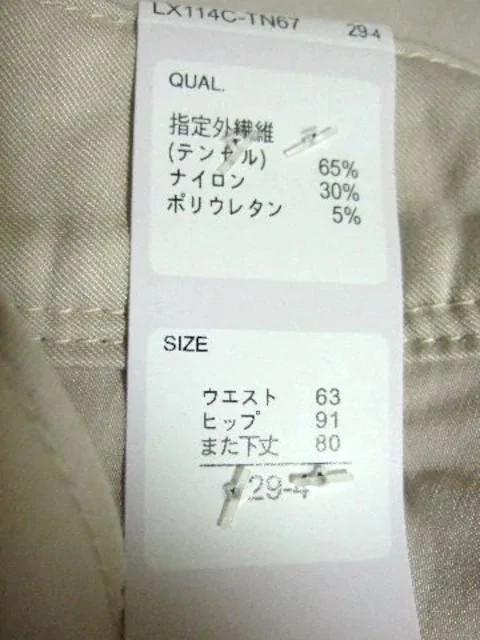 LX114C-TN67 29-4
QUAL.
指定外繊維
(テンセル) 65%
ナイロン 30%
ポリウレタン 5%
SIZE
ウエスト 63
ヒップ 91
また下丈 80
29-4